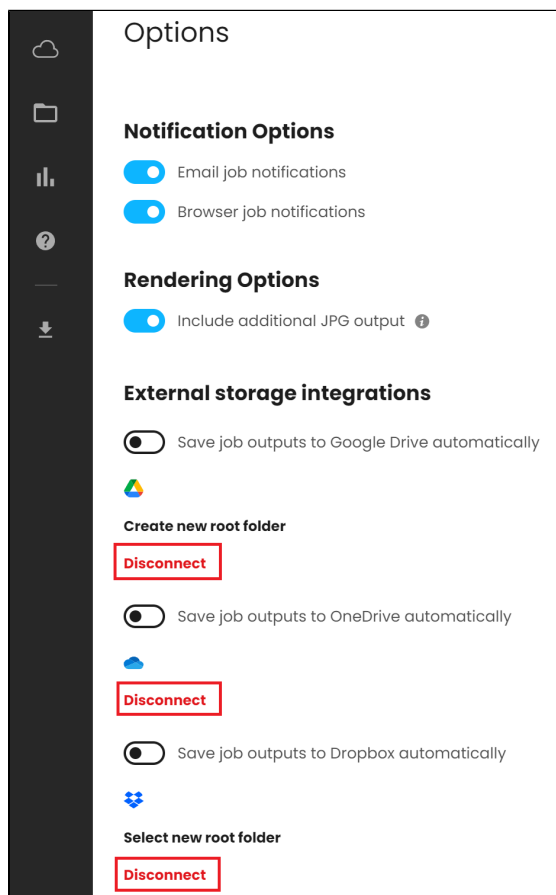 Options
Notification Options
Email job notifications
Browser job notifications
Rendering Options
Include additional JPG output
External storage integrations
Save job outputs to Google Drive automatically
Create new root folder
Disconnect
Save job outputs to OneDrive automatically
Disconnect
Save job outputs to Dropbox automatically
Select new root folder
Disconnect